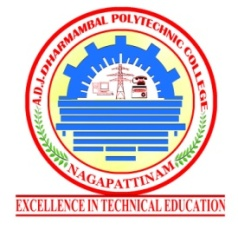 A.D.J.DHARMAMBAL POLYTECHNIC COLLEGE
NAGAPATTINAM
EXCELLENCE IN TECHNICAL EDUCATION